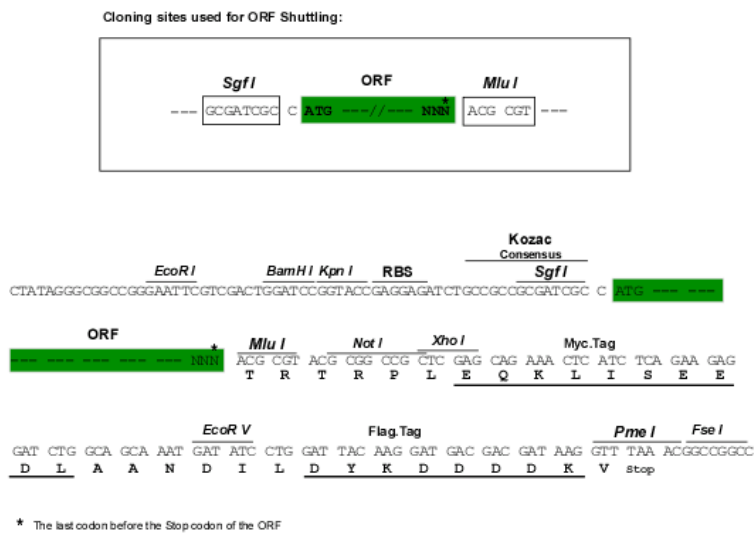 Cloning sites used for ORF Shuttling:
Sgf I ORF Mlu I
--- GCGATCGC C ATG ---//--- NNN* ACG CGT ---
Kozac
Consensus
EcoR I BamH I Kpn I RBS Sgf I
CTATAGGGCGGCCGGGAATTCGTCGACTGGATCCGGTACCGAGGAGATCTGCCGCCGCGATCGC C ATG --- ---
ORF Mlu I Not I Xho I Myc.Tag
--- --- --- --- --- --- NNN* ACG CGT ACG CGG CCG CTC GAG CAG AAA CTC ATC TCA GAA GAG
T R T R P L E Q K L I S E E
EcoR V Flag.Tag Pme I Fse I
GAT CTG GCA GCA AAT GAT ATC CTG GAT TAC AAG GAT GAC GAC GAT AAG GTT TAA ACGGCCGGCC
D L A A N D I L D Y K D D D D K V Stop
* The last codon before the Stop codon of the ORF